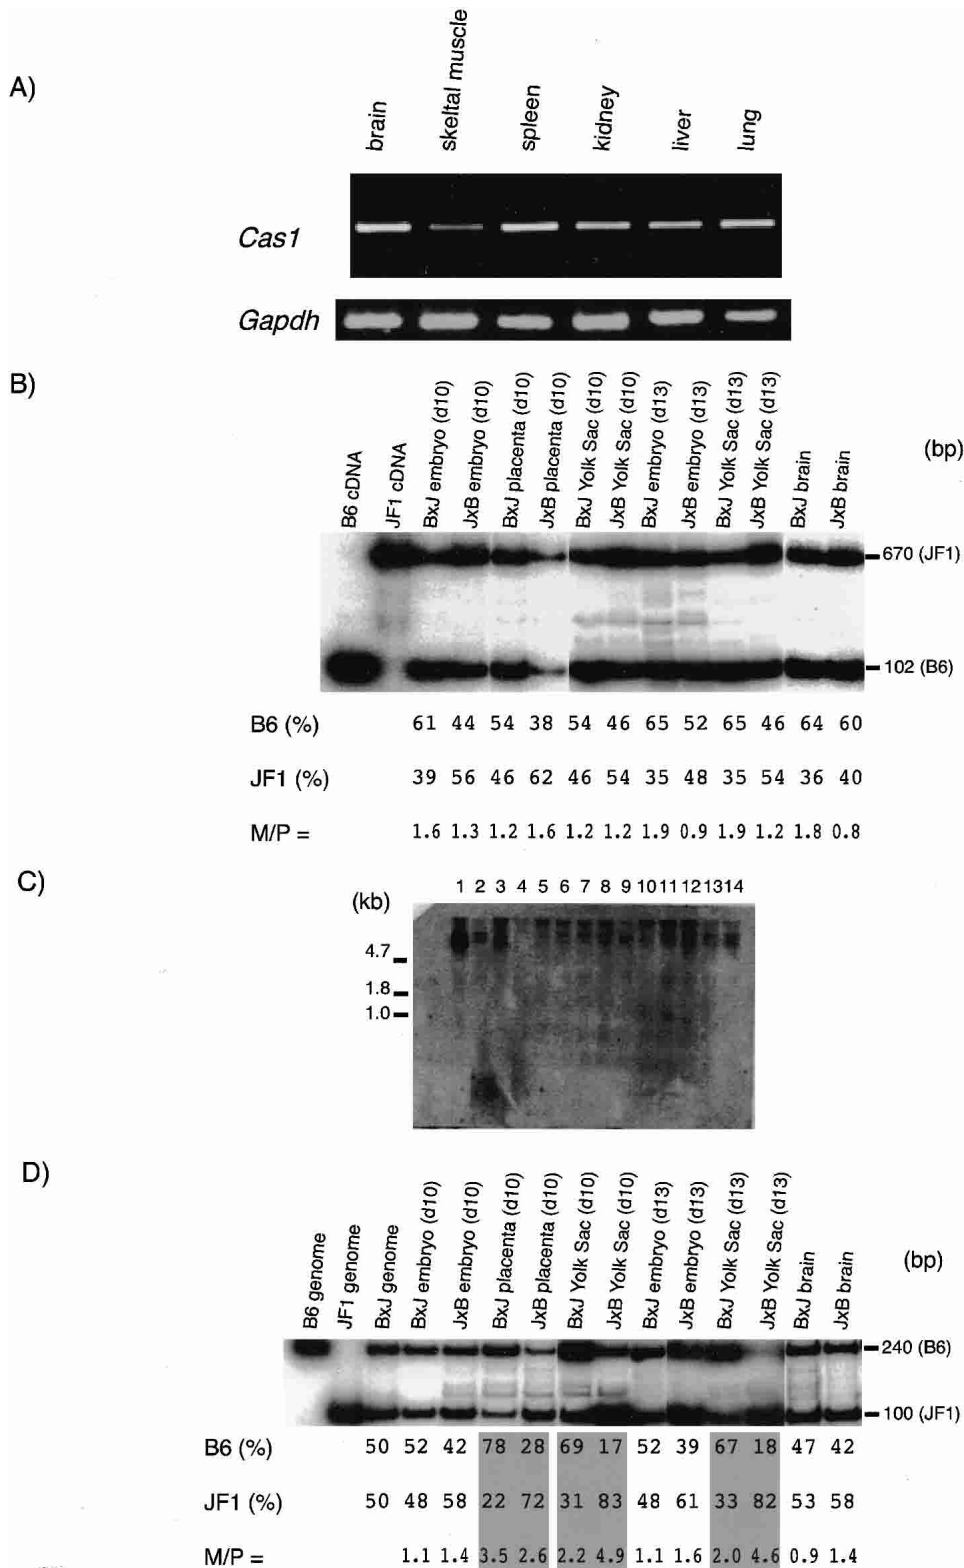 A)
brain skeltal muscle spleen kidney liver lung
Cas1
Gapdh
B)
B6 cDNA JF1 cDNA BxJ embryo (d10) JxB embryo (d10) BxJ placenta (d10) JxB placenta (d10) BxJ Yolk Sac (d10) JxB Yolk Sac (d10) BxJ embryo (d13) JxB embryo (d13) BxJ Yolk Sac (d13) JxB Yolk Sac (d13) BxJ brain JxB brain
(bp)
670 (JF1)
102 (B6)
B6 (%) 61 44 54 38 54 46 65 52 65 46 64 60
JF1 (%) 39 56 46 62 46 54 35 48 35 54 36 40
M/P = 1.6 1.3 1.2 1.6 1.2 1.2 1.9 0.9 1.9 1.2 1.8 0.8
C)
(kb) 1 2 3 4 5 6 7 8 9 10 11 12 13 14
4.7
1.8
1.0
D)
B6 genome JF1 genome BxJ genome BxJ embryo (d10) JxB embryo (d10) BxJ placenta (d10) JxB placenta (d10) BxJ Yolk Sac (d10) JxB Yolk Sac (d10) BxJ embryo (d13) JxB embryo (d13) BxJ Yolk Sac (d13) JxB Yolk Sac (d13) BxJ brain JxB brain
(bp)
240 (B6)
100 (JF1)
B6 (%) 50 52 42 78 28 69 17 52 39 67 18 47 42
JF1 (%) 50 48 58 22 72 31 83 48 61 33 82 53 58
M/P = 1.1 1.4 3.5 2.6 2.2 4.9 1.1 1.6 2.0 4.6 0.9 1.4